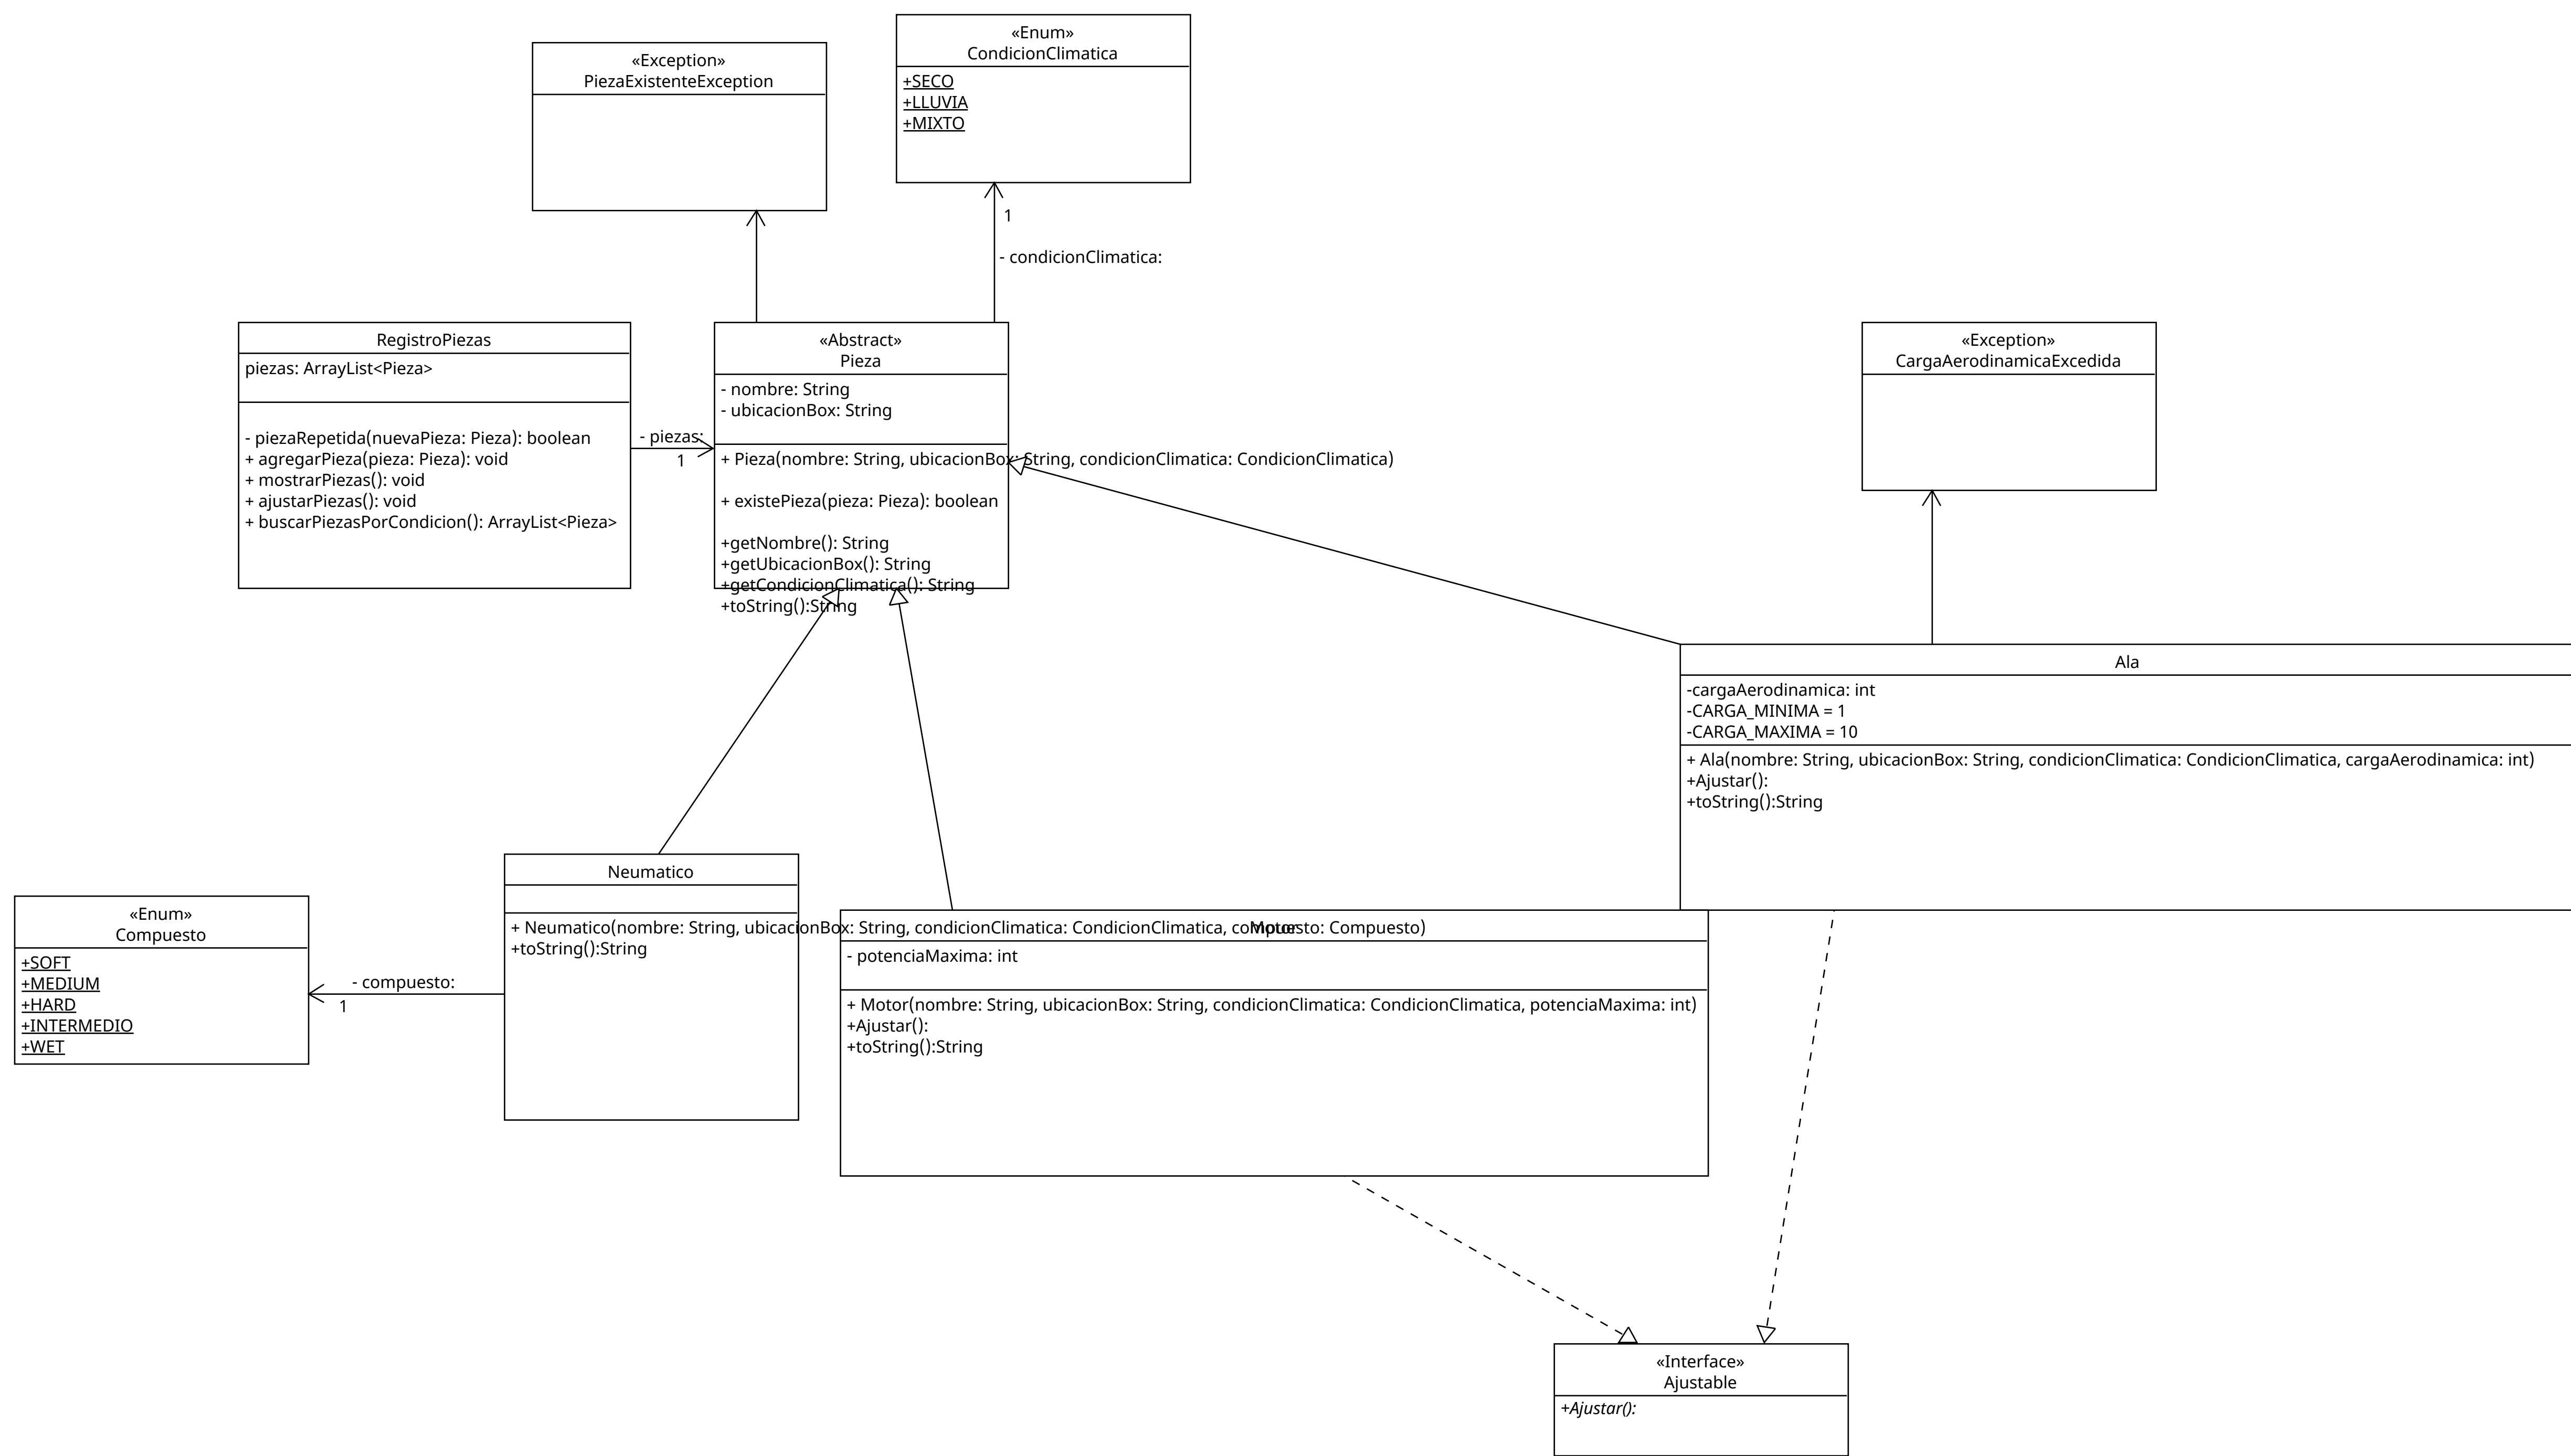 «Enum»
CondicionClimatica
+SECO
+LLUVIA
+MIXTO
«Exception»
PiezaExistenteException
1
- condicionClimatica:
RegistroPiezas
piezas: ArrayList<Pieza>
- piezaRepetida(nuevaPieza: Pieza): boolean
+ agregarPieza(pieza: Pieza): void
+ mostrarPiezas(): void
+ ajustarPiezas(): void
+ buscarPiezasPorCondicion(): ArrayList<Pieza>
- piezas:
1
«Abstract»
Pieza
- nombre: String
- ubicacionBox: String
+ Pieza(nombre: String, ubicacionBox: String, condicionClimatica: CondicionClimatica)
+ existePieza(pieza: Pieza): boolean
+getNombre(): String
+getUbicacionBox(): String
+getCondicionClimatica(): String
+toString():String
«Exception»
CargaAerodinamicaExcedida
Ala
-cargaAerodinamica: int
-CARGA_MINIMA = 1
-CARGA_MAXIMA = 10
+ Ala(nombre: String, ubicacionBox: String, condicionClimatica: CondicionClimatica, cargaAerodinamica: int)
+Ajustar():
+toString():String
«Enum»
Compuesto
+SOFT
+MEDIUM
+HARD
+INTERMEDIO
+WET
- compuesto:
1
Neumatico
+ Neumatico(nombre: String, ubicacionBox: String, condicionClimatica: CondicionClimatica, compuesto: Compuesto)
+toString():String
Motor
- potenciaMaxima: int
+ Motor(nombre: String, ubicacionBox: String, condicionClimatica: CondicionClimatica, potenciaMaxima: int)
+Ajustar():
+toString():String
«Interface»
Ajustable
+Ajustar():